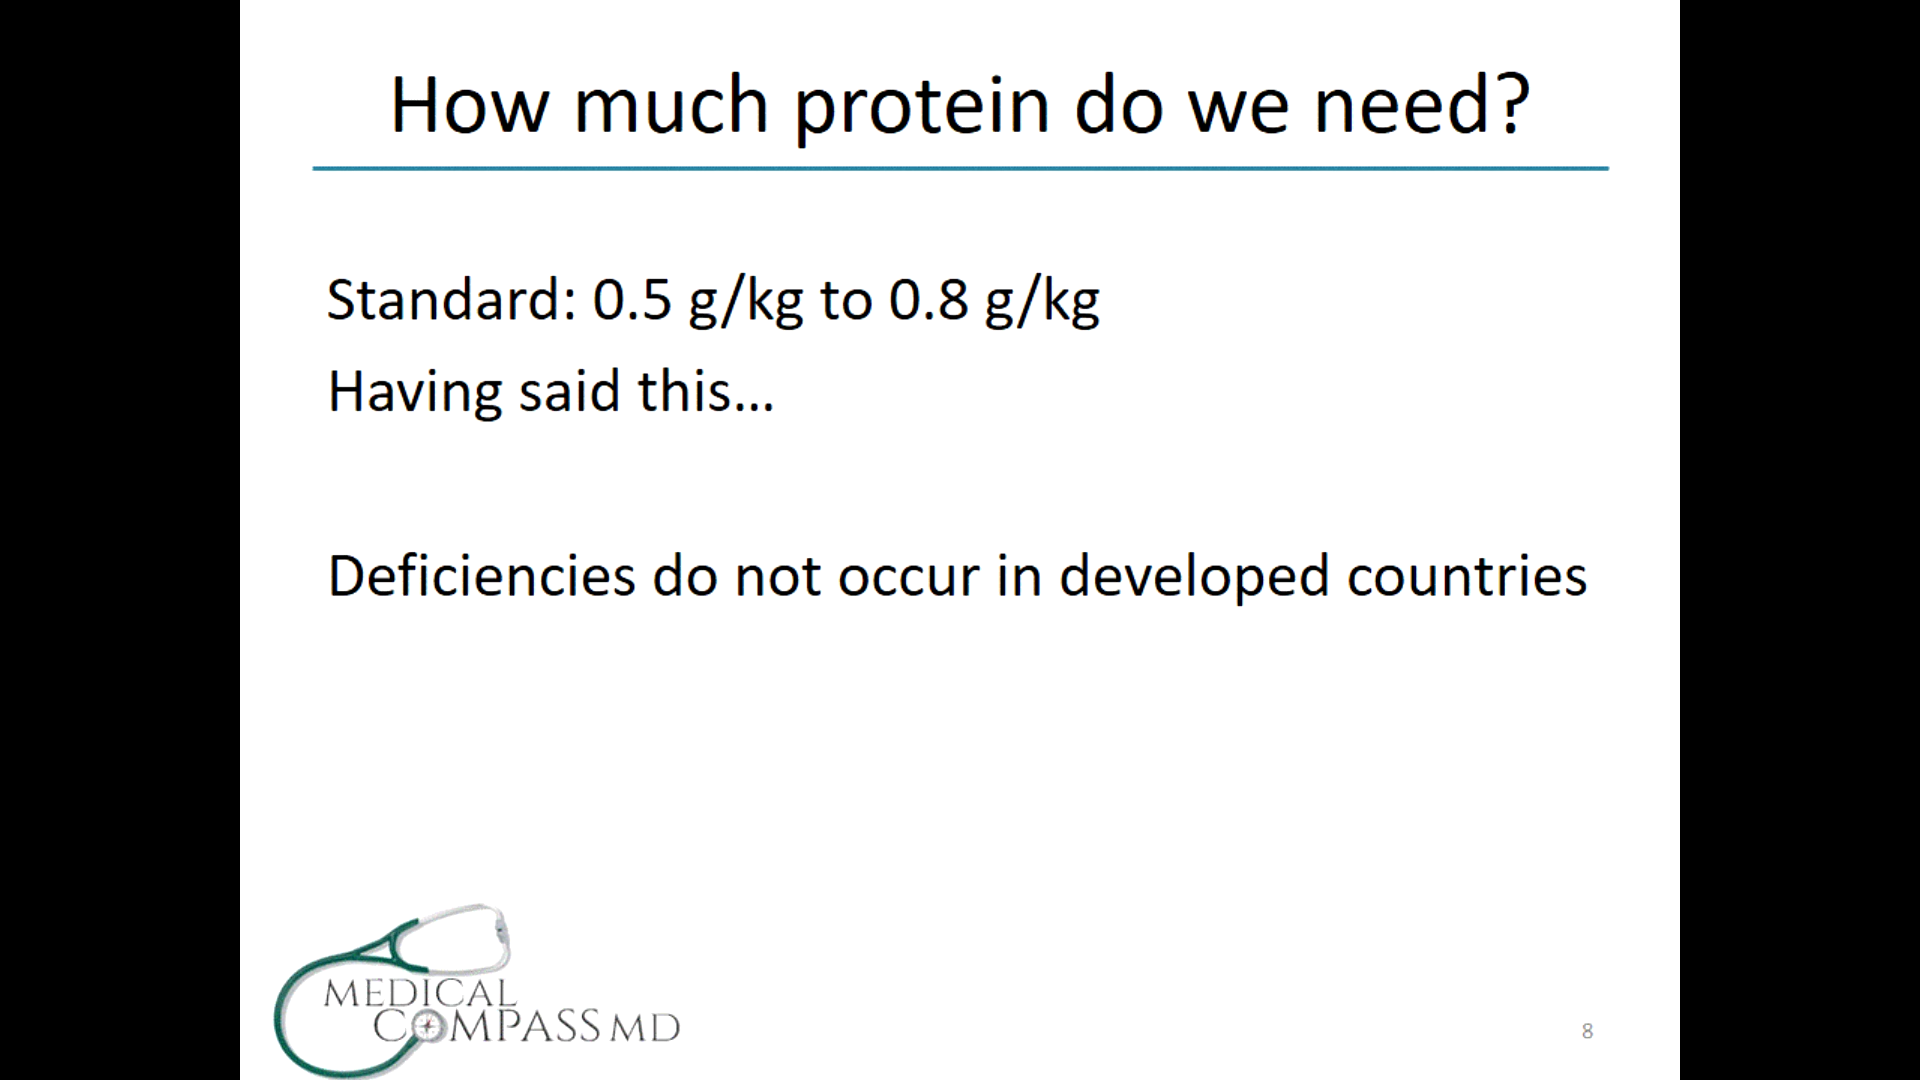 How much protein do we need?
Standard: 0.5 g/kg to 0.8 g/kg
Having said this…
Deficiencies do not occur in developed countries
MEDICAL
COMPASS MD
8